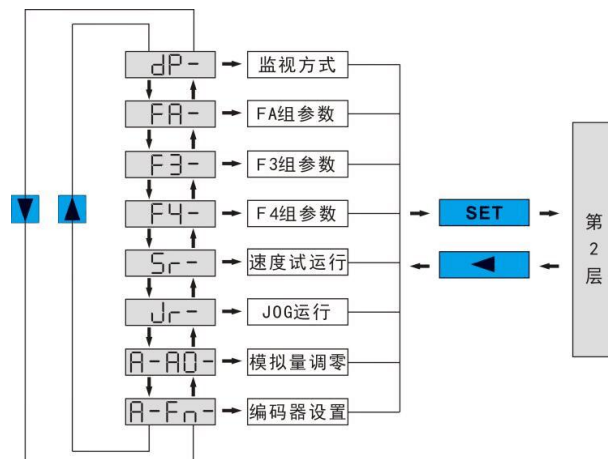 dP- 监视方式
FA- FA组参数
F3- F3组参数
F4- F4组参数
SET
Sr- 速度试运行
Jr- JOG运行
A-AO- 模拟量调零
A-Fn- 编码器设置
第2层